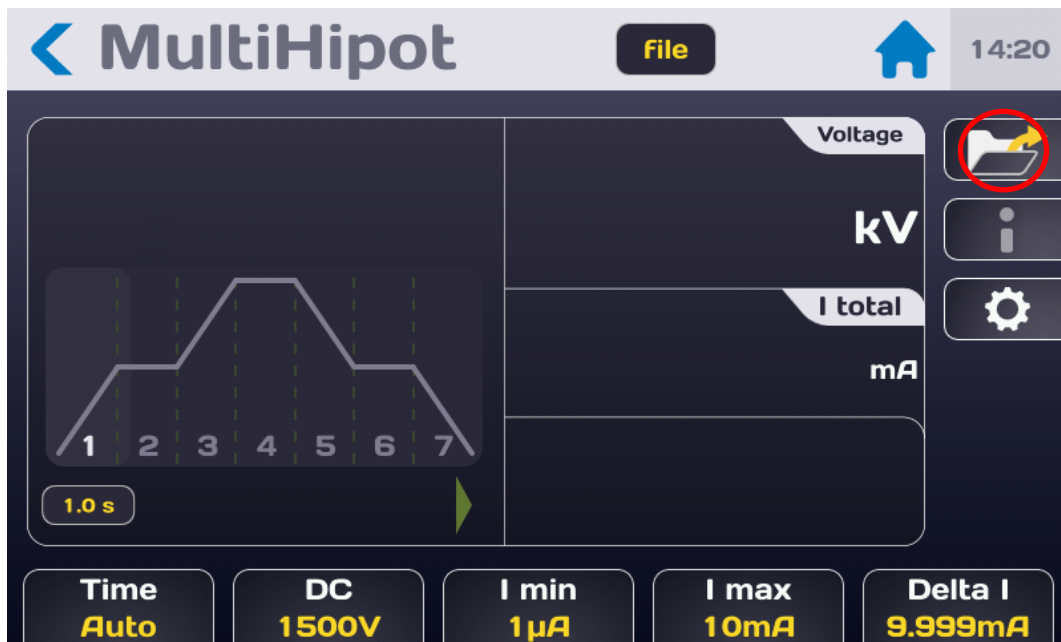 MultiHipot file 14:20
Voltage
kV
I total
mA
1 2 3 4 5 6 7
1.0 s
Time DC I min I max Delta I
Auto 1500V 1µA 10mA 9.999mA